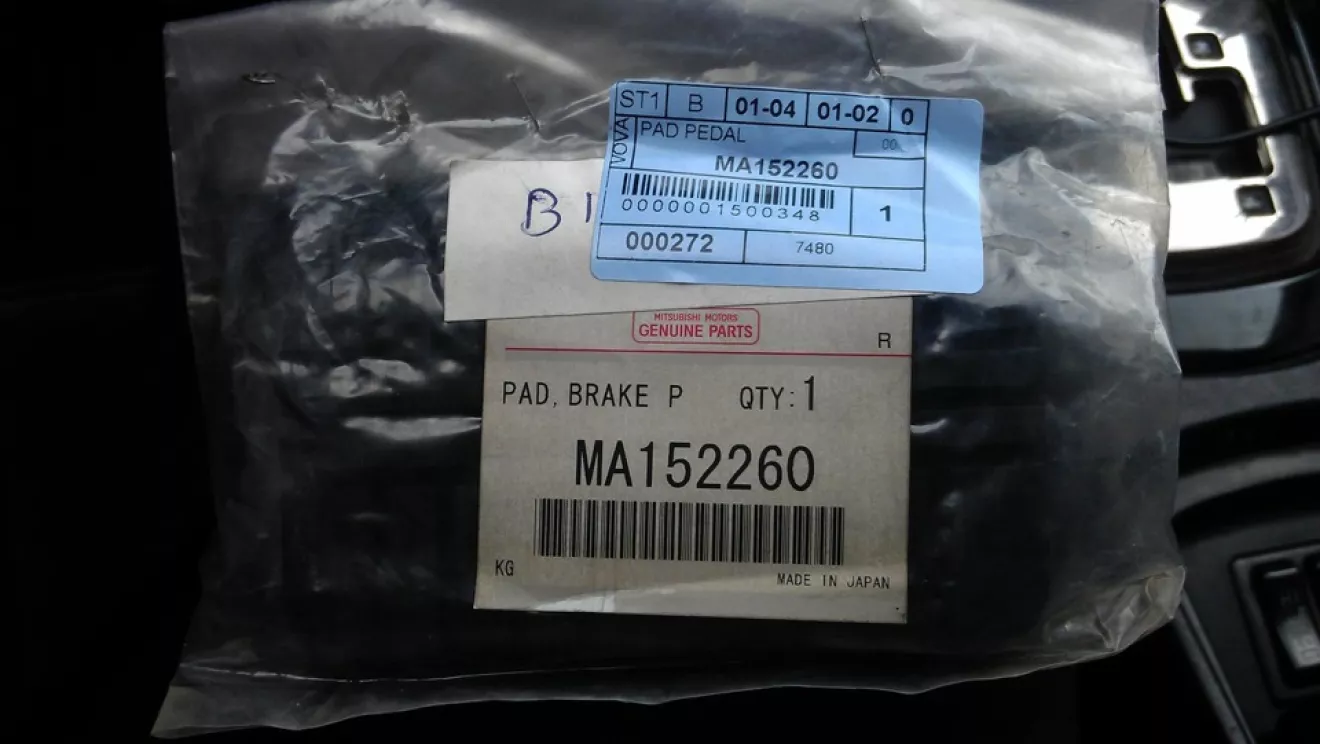 ST1 B 01-04 01-02 0
VOVA PAD PEDAL 00
MA152260
0000001500348 1
000272 7480
B
MITSUBISHI MOTORS
GENUINE PARTS
R
PAD, BRAKE P QTY:1
MA152260
KG MADE IN JAPAN